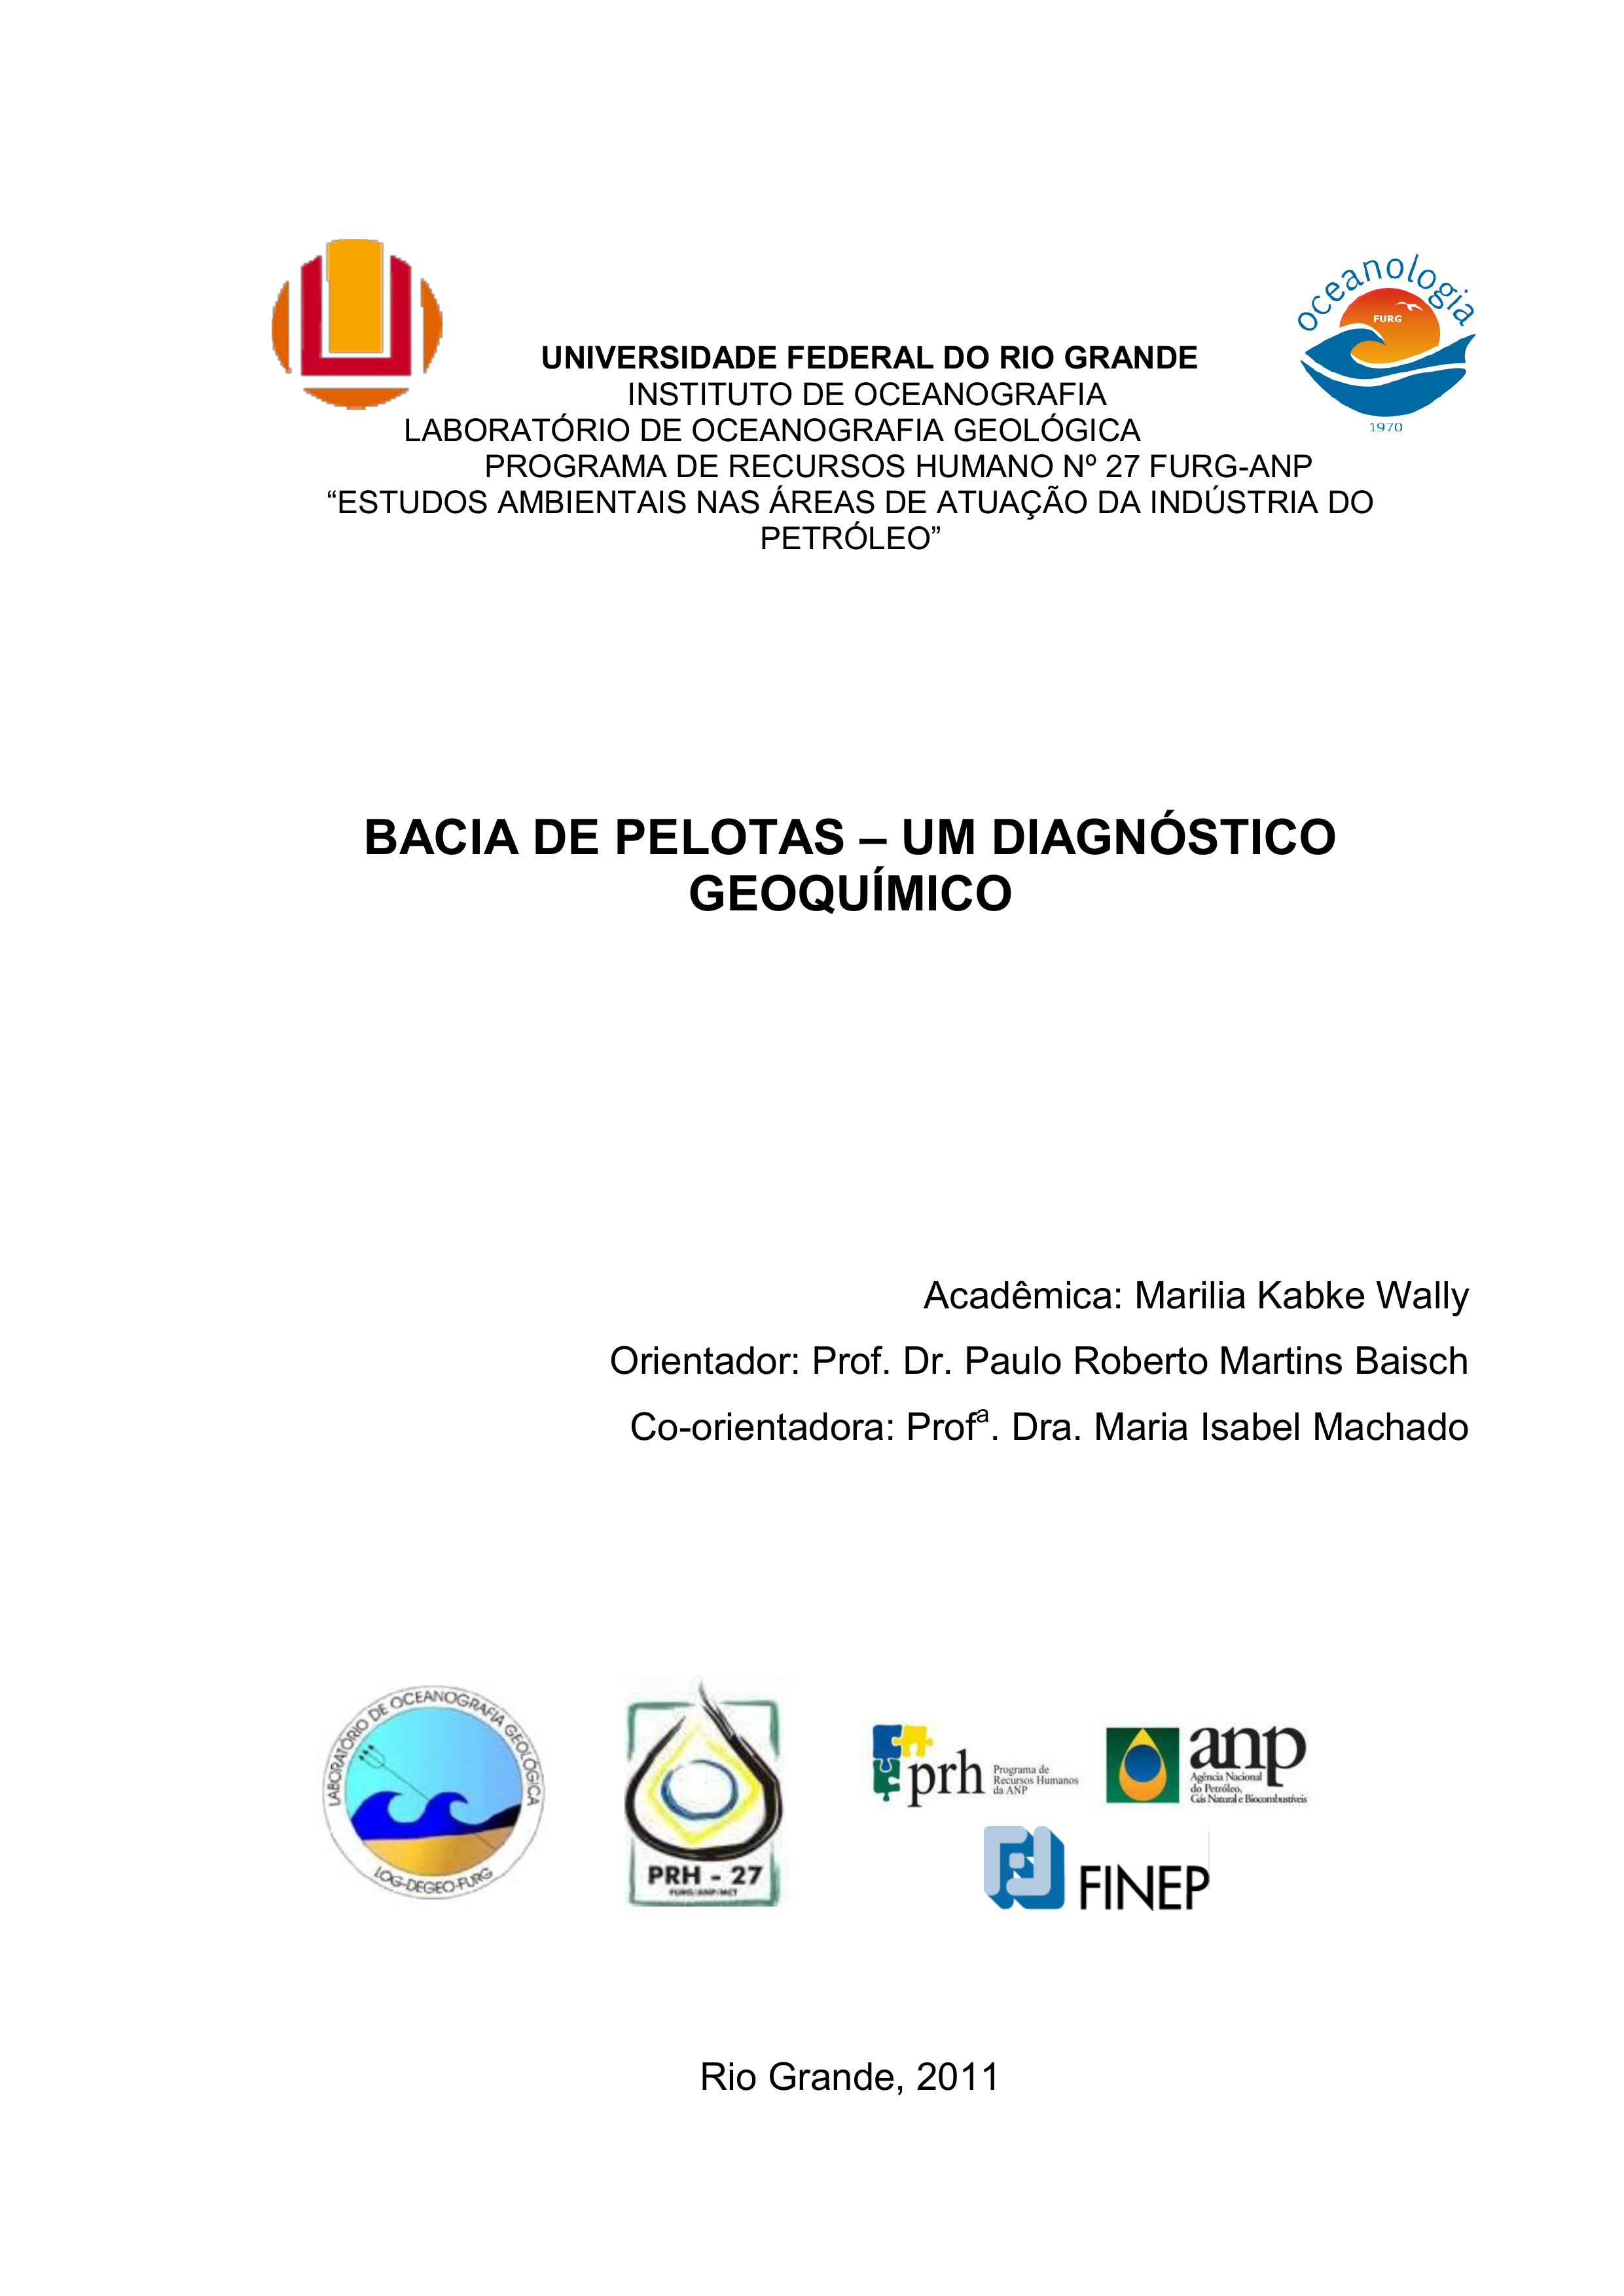 oceanologia
FURG
1970
UNIVERSIDADE FEDERAL DO RIO GRANDE
INSTITUTO DE OCEANOGRAFIA
LABORATÓRIO DE OCEANOGRAFIA GEOLÓGICA
PROGRAMA DE RECURSOS HUMANO Nº 27 FURG-ANP
“ESTUDOS AMBIENTAIS NAS ÁREAS DE ATUAÇÃO DA INDÚSTRIA DO
PETRÓLEO”
BACIA DE PELOTAS – UM DIAGNÓSTICO
GEOQUÍMICO
Acadêmica: Marilia Kabke Wally
Orientador: Prof. Dr. Paulo Roberto Martins Baisch
Co-orientadora: Profª. Dra. Maria Isabel Machado
LABORATÓRIO DE OCEANOGRAFIA GEOLÓGICA
LOG-DEGEO-FURG
PRH - 27
FURG/ANP/MCT
prh
Programa de
Recursos Humanos
da ANP
anp
Agência Nacional
do Petróleo,
Gás Natural e Biocombustíveis
FINEP
Rio Grande, 2011